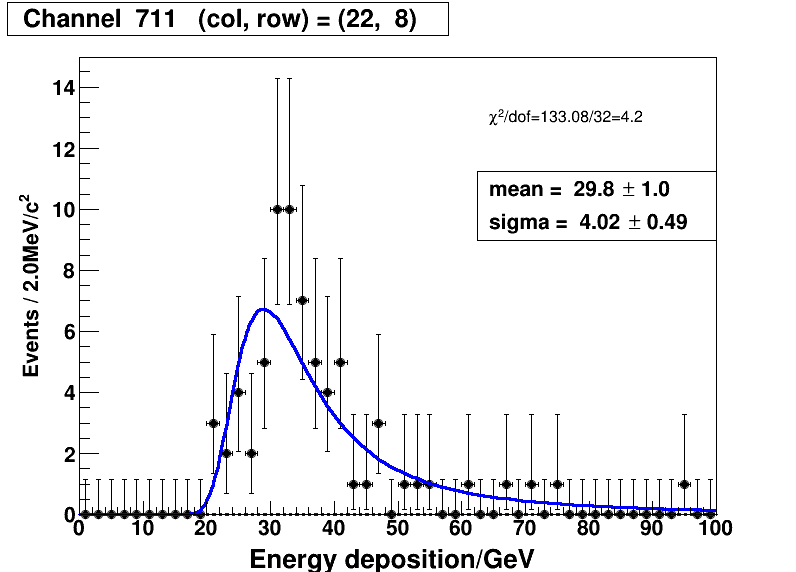 Channel 711 (col, row) = (22, 8)
χ²/dof=133.08/32=4.2
mean = 29.8 ± 1.0
sigma = 4.02 ± 0.49
Events / 2.0MeV/c²
14
12
10
8
6
4
2
0
0 10 20 30 40 50 60 70 80 90 100
Energy deposition/GeV